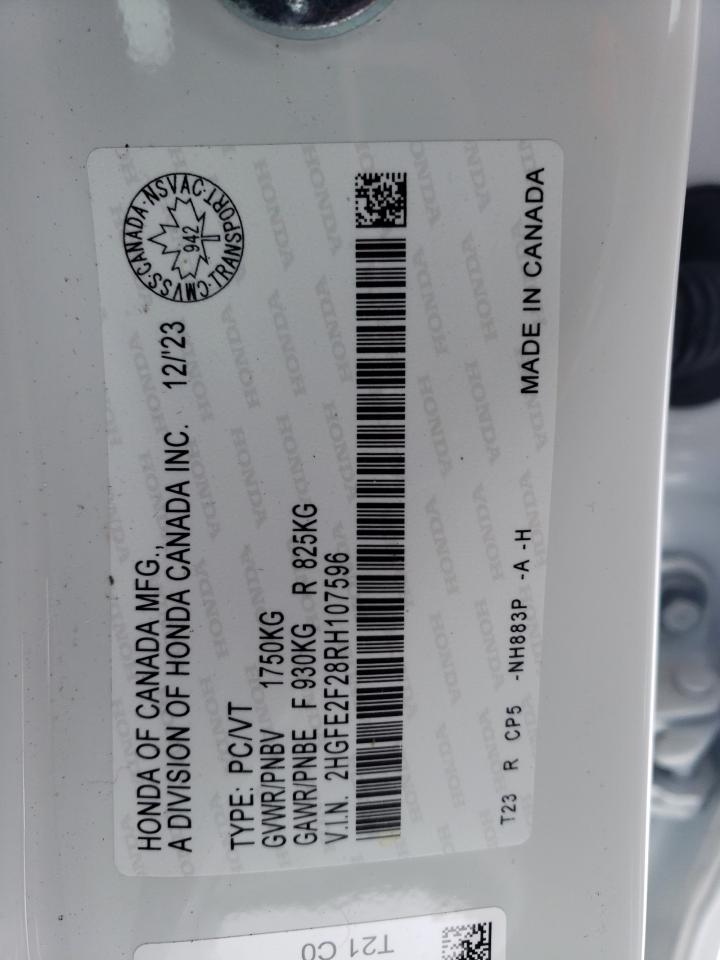 HONDA OF CANADA MFG.,
A DIVISION OF HONDA CANADA INC. 12/'23
CMVSS·CANADA·NSVAC·TRANSPORT·
942
TYPE: PC/VT
GVWR/PNBV 1750KG
GAWR/PNBE F 930KG R 825KG
V.I.N. 2HGFE2F28RH107596
T23 R CP5 -NH883P -A -H MADE IN CANADA
T21 C0